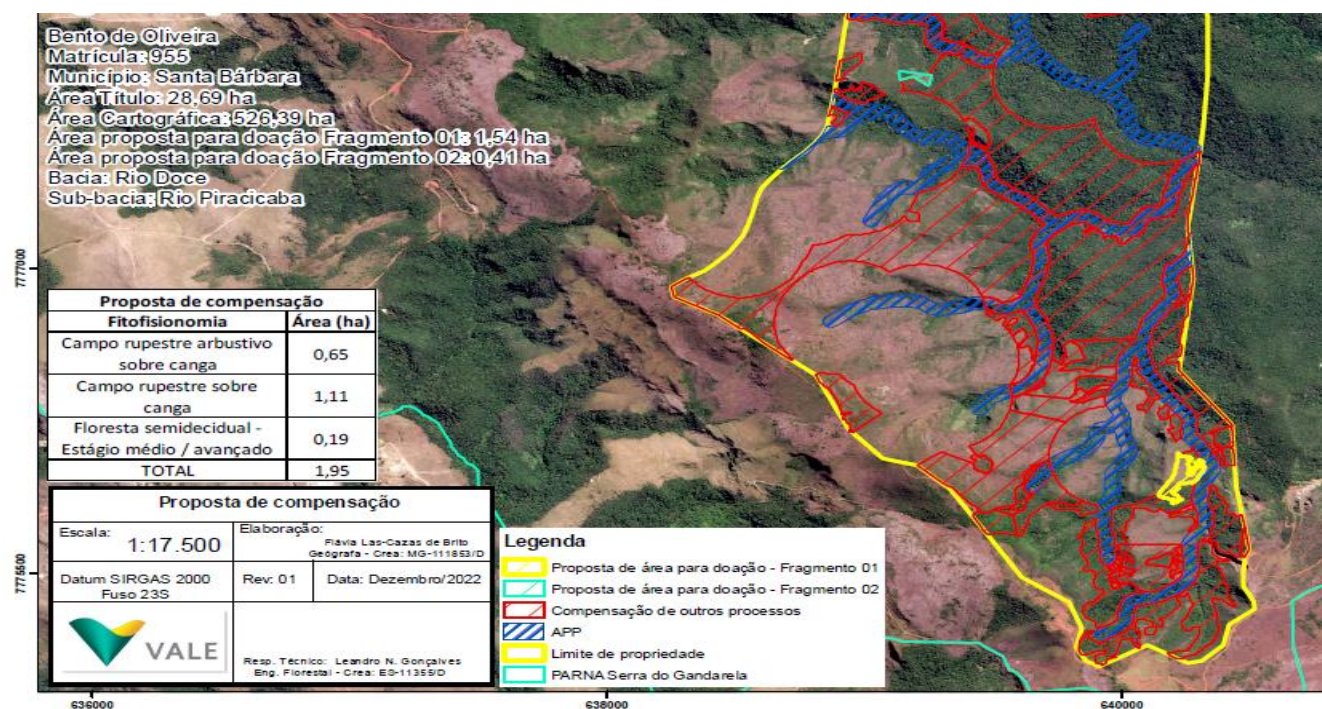 Bento de Oliveira
Matrícula: 955
Município: Santa Bárbara
Área Título: 28,69 ha
Área Cartográfica: 526,39 ha
Área proposta para doação Fragmento 01: 1,54 ha
Área proposta para doação Fragmento 02: 0,41 ha
Bacia: Rio Doce
Sub-bacia: Rio Piracicaba
7777000
Proposta de compensação
Fitofisionomia Área (ha)
Campo rupestre arbustivo
sobre canga
0,65
Campo rupestre sobre
canga
1,11
Floresta semidecidual -
Estágio médio / avançado
0,19
TOTAL 1,95
Proposta de compensação
Escala:
1:17.500
Elaboração:
Flávia Las-Cazas de Brito
Geógrafa - Crea: MG-111853/D
7775500
Datum SIRGAS 2000
Fuso 23S
Rev: 01
Data: Dezembro/2022
VALE
Resp. Técnico: Leandro N. Gonçalves
Eng. Florestal - Crea: ES-11355/D
Legenda
Proposta de área para doação - Fragmento 01
Proposta de área para doação - Fragmento 02
Compensação de outros processos
APP
Limite de propriedade
PARNA Serra do Gandarela
636000
638000
640000